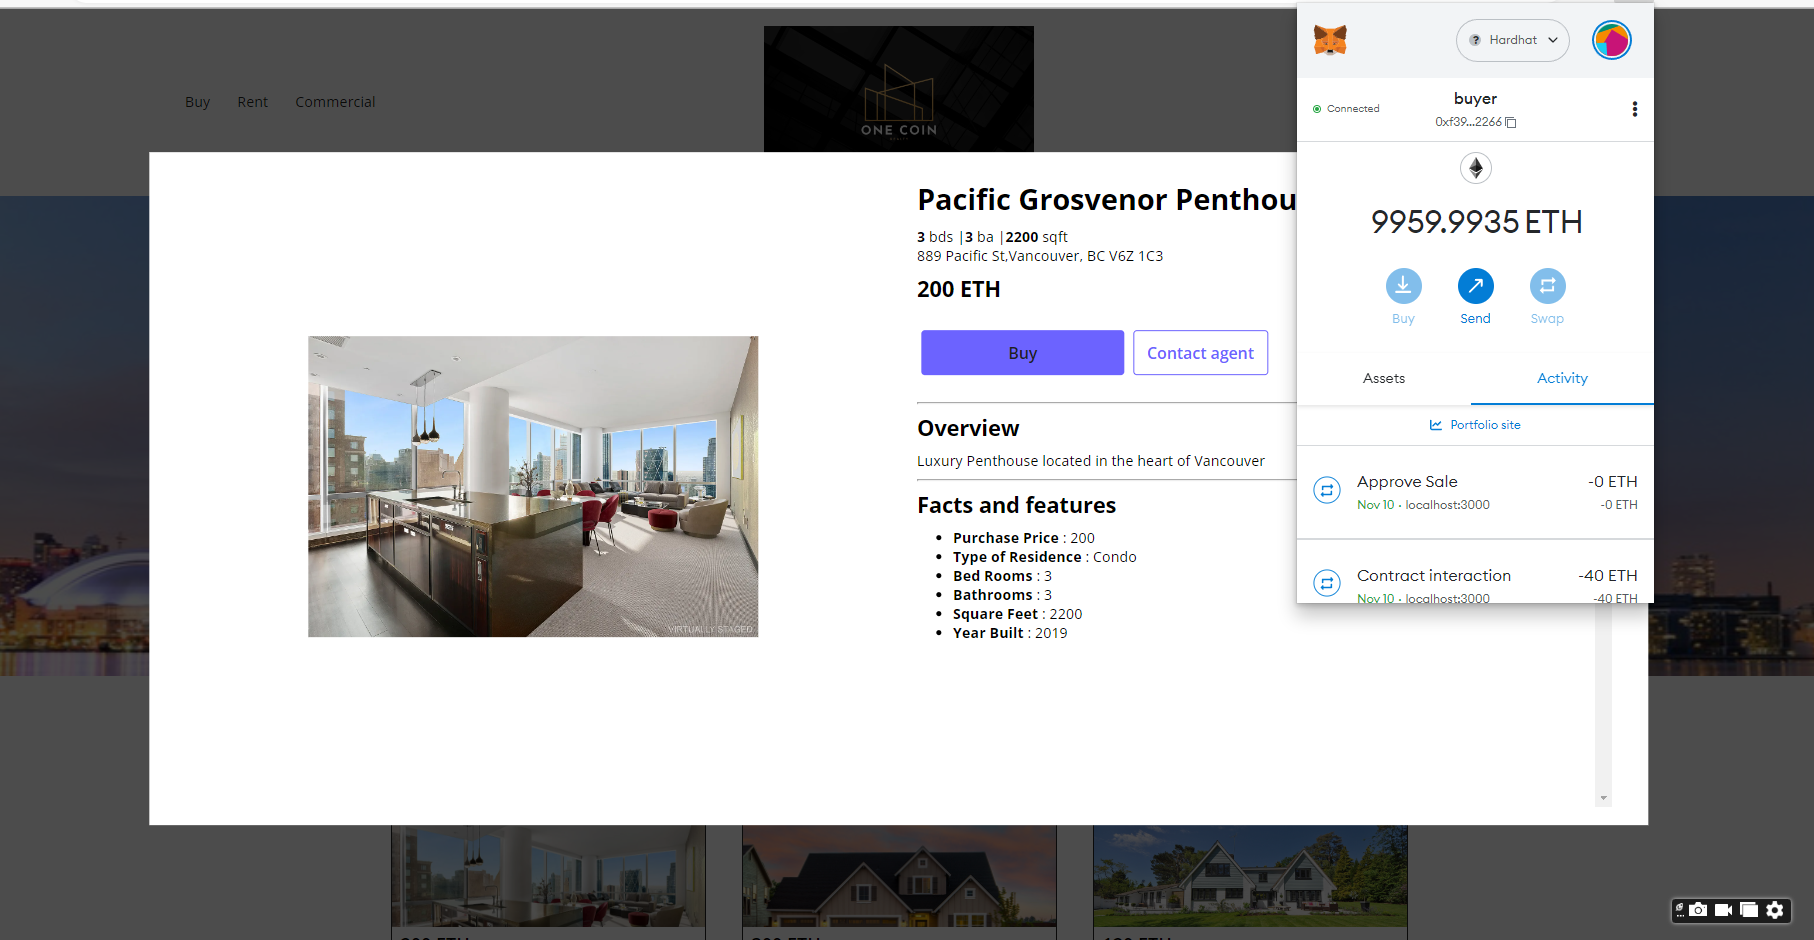 Buy Rent Commercial
ONE COIN
Pacific Grosvenor Penthou
3 bds |3 ba |2200 sqft
889 Pacific St,Vancouver, BC V6Z 1C3
200 ETH
Buy Contact agent
Overview
Luxury Penthouse located in the heart of Vancouver
Facts and features
• Purchase Price : 200
• Type of Residence : Condo
• Bed Rooms : 3
• Bathrooms : 3
• Square Feet : 2200
• Year Built : 2019
VIRTUALLY STAGED
? Hardhat
Connected
buyer
0xf39...2266
9959.9935 ETH
Buy Send Swap
Assets Activity
Portfolio site
Approve Sale -0 ETH
Nov 10 · localhost:3000 -0 ETH
Contract interaction -40 ETH
Nov 10 · localhost:3000 -40 ETH